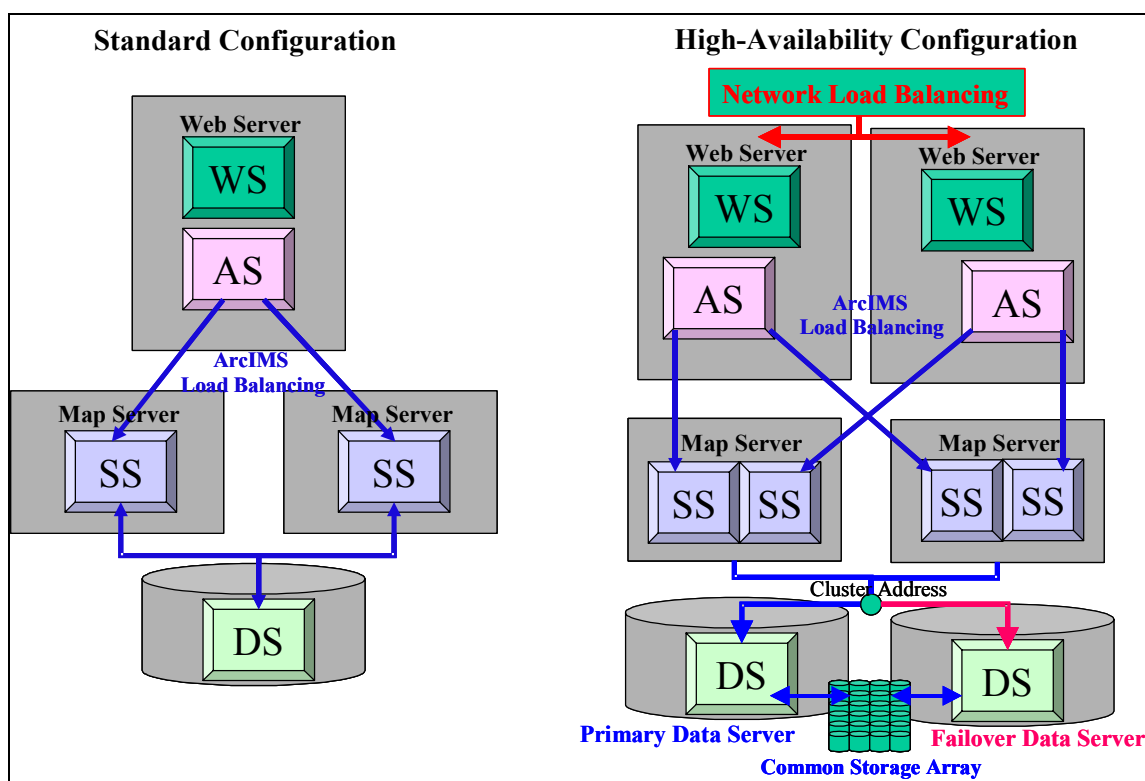 Standard Configuration
Web Server
WS
AS
ArcIMS
Load Balancing
Map Server
SS
Map Server
SS
DS
High-Availability Configuration
Network Load Balancing
Web Server
WS
AS
Web Server
WS
AS
ArcIMS
Load Balancing
Map Server
SS SS
Map Server
SS SS
Cluster Address
DS
DS
Primary Data Server
Failover Data Server
Common Storage Array